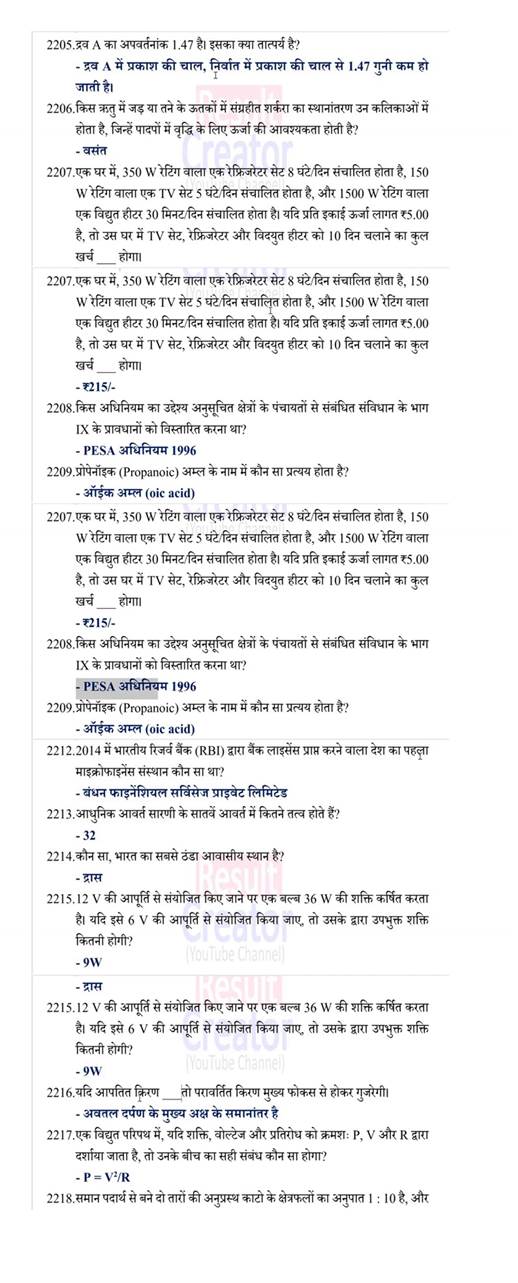 2205.द्रव A का अपवर्तनांक 1.47 है। इसका क्या तात्पर्य है?
- द्रव A में प्रकाश की चाल, निर्वात में प्रकाश की चाल से 1.47 गुनी कम हो
जाती है।
2206.किस ऋतु में जड़ या तने के ऊतकों में संग्रहीत शर्करा का स्थानांतरण उन कलिकाओं में
होता है, जिन्हें पादपों में वृद्धि के लिए ऊर्जा की आवश्यकता होती है?
- वसंत
2207.एक घर में, 350 W रेटिंग वाला एक रेफ्रिजरेटर सेट 8 घंटे/दिन संचालित होता है, 150
W रेटिंग वाला एक TV सेट 5 घंटे/दिन संचालित होता है, और 1500 W रेटिंग वाला
एक विद्युत हीटर 30 मिनट/दिन संचालित होता है। यदि प्रति इकाई ऊर्जा लागत ₹5.00
है, तो उस घर में TV सेट, रेफ्रिजरेटर और विदयुत हीटर को 10 दिन चलाने का कुल
खर्च ___ होगा।
2207.एक घर में, 350 W रेटिंग वाला एक रेफ्रिजरेटर सेट 8 घंटे/दिन संचालित होता है, 150
W रेटिंग वाला एक TV सेट 5 घंटे/दिन संचालित होता है, और 1500 W रेटिंग वाला
एक विद्युत हीटर 30 मिनट/दिन संचालित होता है। यदि प्रति इकाई ऊर्जा लागत ₹5.00
है, तो उस घर में TV सेट, रेफ्रिजरेटर और विदयुत हीटर को 10 दिन चलाने का कुल
खर्च ___ होगा।
- ₹215/-
2208.किस अधिनियम का उद्देश्य अनुसूचित क्षेत्रों के पंचायतों से संबंधित संविधान के भाग
IX के प्रावधानों को विस्तारित करना था?
- PESA अधिनियम 1996
2209.प्रोपेनॉइक (Propanoic) अम्ल के नाम में कौन सा प्रत्यय होता है?
- ऑईक अम्ल (oic acid)
2207.एक घर में, 350 W रेटिंग वाला एक रेफ्रिजरेटर सेट 8 घंटे/दिन संचालित होता है, 150
W रेटिंग वाला एक TV सेट 5 घंटे/दिन संचालित होता है, और 1500 W रेटिंग वाला
एक विद्युत हीटर 30 मिनट/दिन संचालित होता है। यदि प्रति इकाई ऊर्जा लागत ₹5.00
है, तो उस घर में TV सेट, रेफ्रिजरेटर और विदयुत हीटर को 10 दिन चलाने का कुल
खर्च ___ होगा।
- ₹215/-
2208.किस अधिनियम का उद्देश्य अनुसूचित क्षेत्रों के पंचायतों से संबंधित संविधान के भाग
IX के प्रावधानों को विस्तारित करना था?
- PESA अधिनियम 1996
2209.प्रोपेनॉइक (Propanoic) अम्ल के नाम में कौन सा प्रत्यय होता है?
- ऑईक अम्ल (oic acid)
2212.2014 में भारतीय रिजर्व बैंक (RBI) द्वारा बैंक लाइसेंस प्राप्त करने वाला देश का पहला
माइक्रोफाइनेंस संस्थान कौन सा था?
- बंधन फाइनेंशियल सर्विसेज प्राइवेट लिमिटेड
2213.आधुनिक आवर्त सारणी के सातवें आवर्त में कितने तत्व होते हैं?
- 32
2214.कौन सा, भारत का सबसे ठंडा आवासीय स्थान है?
- द्रास
2215.12 V की आपूर्ति से संयोजित किए जाने पर एक बल्ब 36 W की शक्ति कर्षित करता
है। यदि इसे 6 V की आपूर्ति से संयोजित किया जाए, तो उसके द्वारा उपभुक्त शक्ति
कितनी होगी?
- 9W
- द्रास
2215.12 V की आपूर्ति से संयोजित किए जाने पर एक बल्ब 36 W की शक्ति कर्षित करता
है। यदि इसे 6 V की आपूर्ति से संयोजित किया जाए, तो उसके द्वारा उपभुक्त शक्ति
कितनी होगी?
- 9W
2216.यदि आपतित किरण ___तो परावर्तित किरण मुख्य फोकस से होकर गुजरेगी।
- अवतल दर्पण के मुख्य अक्ष के समानांतर है
2217.एक विद्युत परिपथ में, यदि शक्ति, वोल्टेज और प्रतिरोध को क्रमशः P, V और R द्वारा
दर्शाया जाता है, तो उनके बीच का सही संबंध कौन सा होगा?
- P = V²/R
2218.समान पदार्थ से बने दो तारों की अनुप्रस्थ काटो के क्षेत्रफलों का अनुपात 1 : 10 है, और
Result
Creator
(YouTube Channel)
Result
Creator
(YouTube Channel)